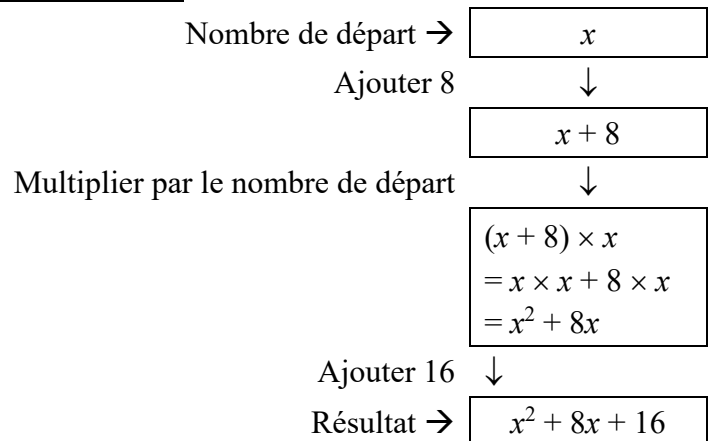 Nombre de départ → x
Ajouter 8 ↓
x + 8
Multiplier par le nombre de départ ↓
(x + 8) × x
= x × x + 8 × x
= x² + 8x
Ajouter 16 ↓
Résultat → x² + 8x + 16